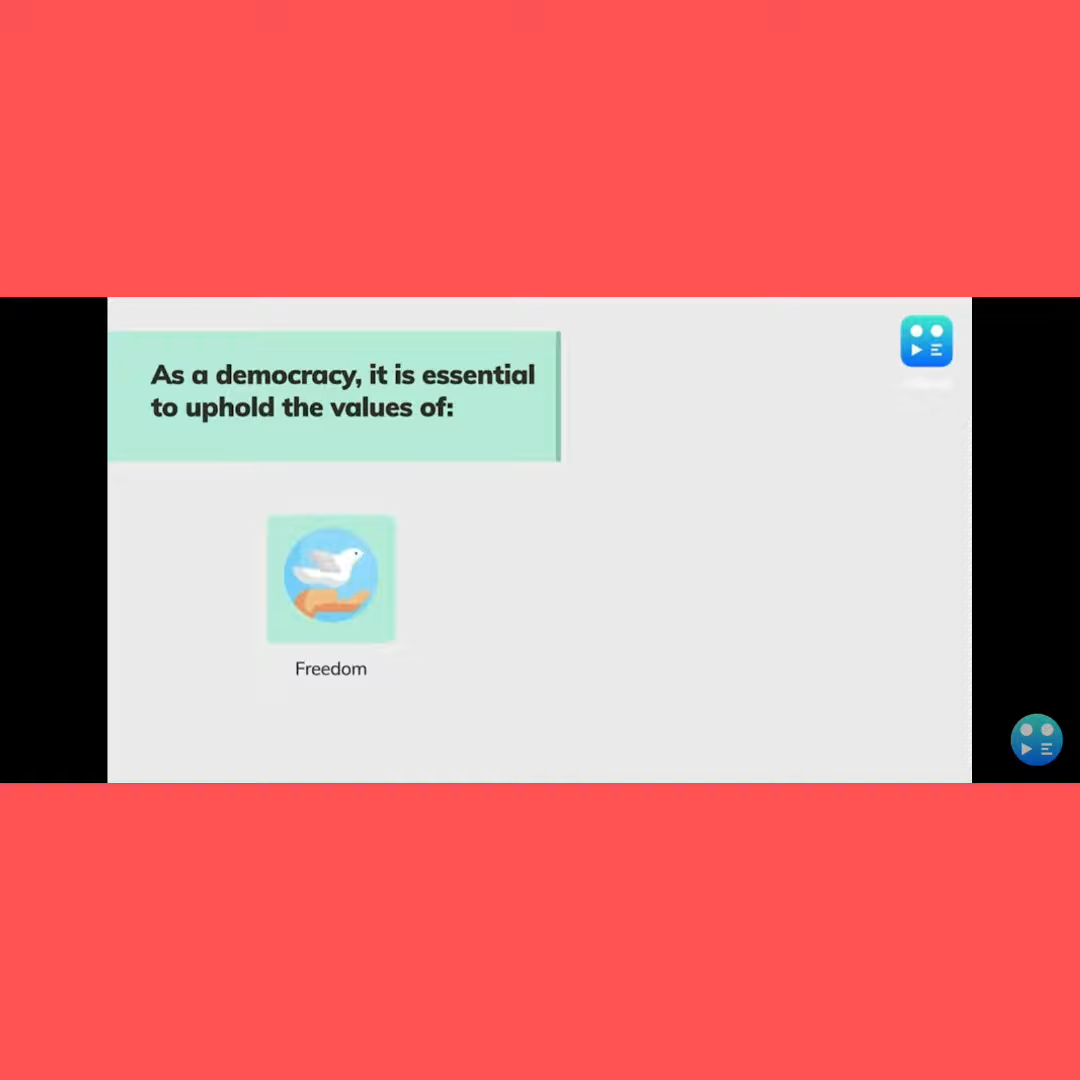 As a democracy, it is essential
to uphold the values of:
Freedom